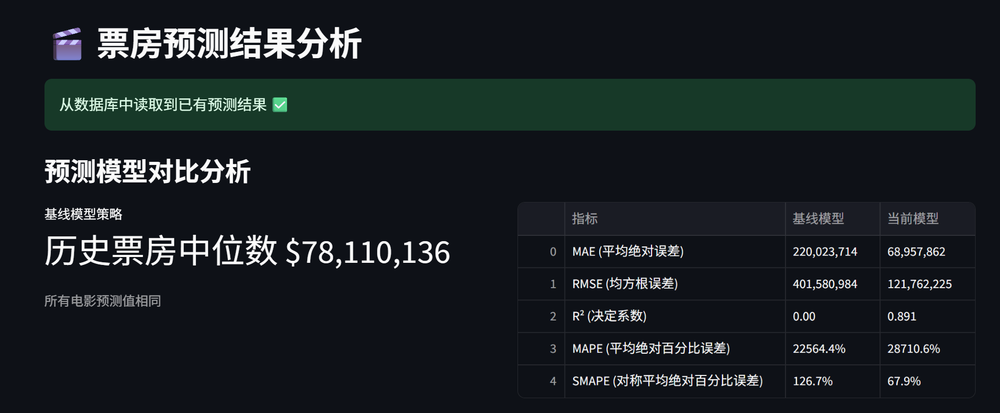 🎬 票房预测结果分析
从数据库中读取到已有预测结果 ✅
预测模型对比分析
基线模型策略
历史票房中位数 $78,110,136
所有电影预测值相同
指标 基线模型 当前模型
0 MAE (平均绝对误差) 220,023,714 68,957,862
1 RMSE (均方根误差) 401,580,984 121,762,225
2 R² (决定系数) 0.00 0.891
3 MAPE (平均绝对百分比误差) 22564.4% 28710.6%
4 SMAPE (对称平均绝对百分比误差) 126.7% 67.9%